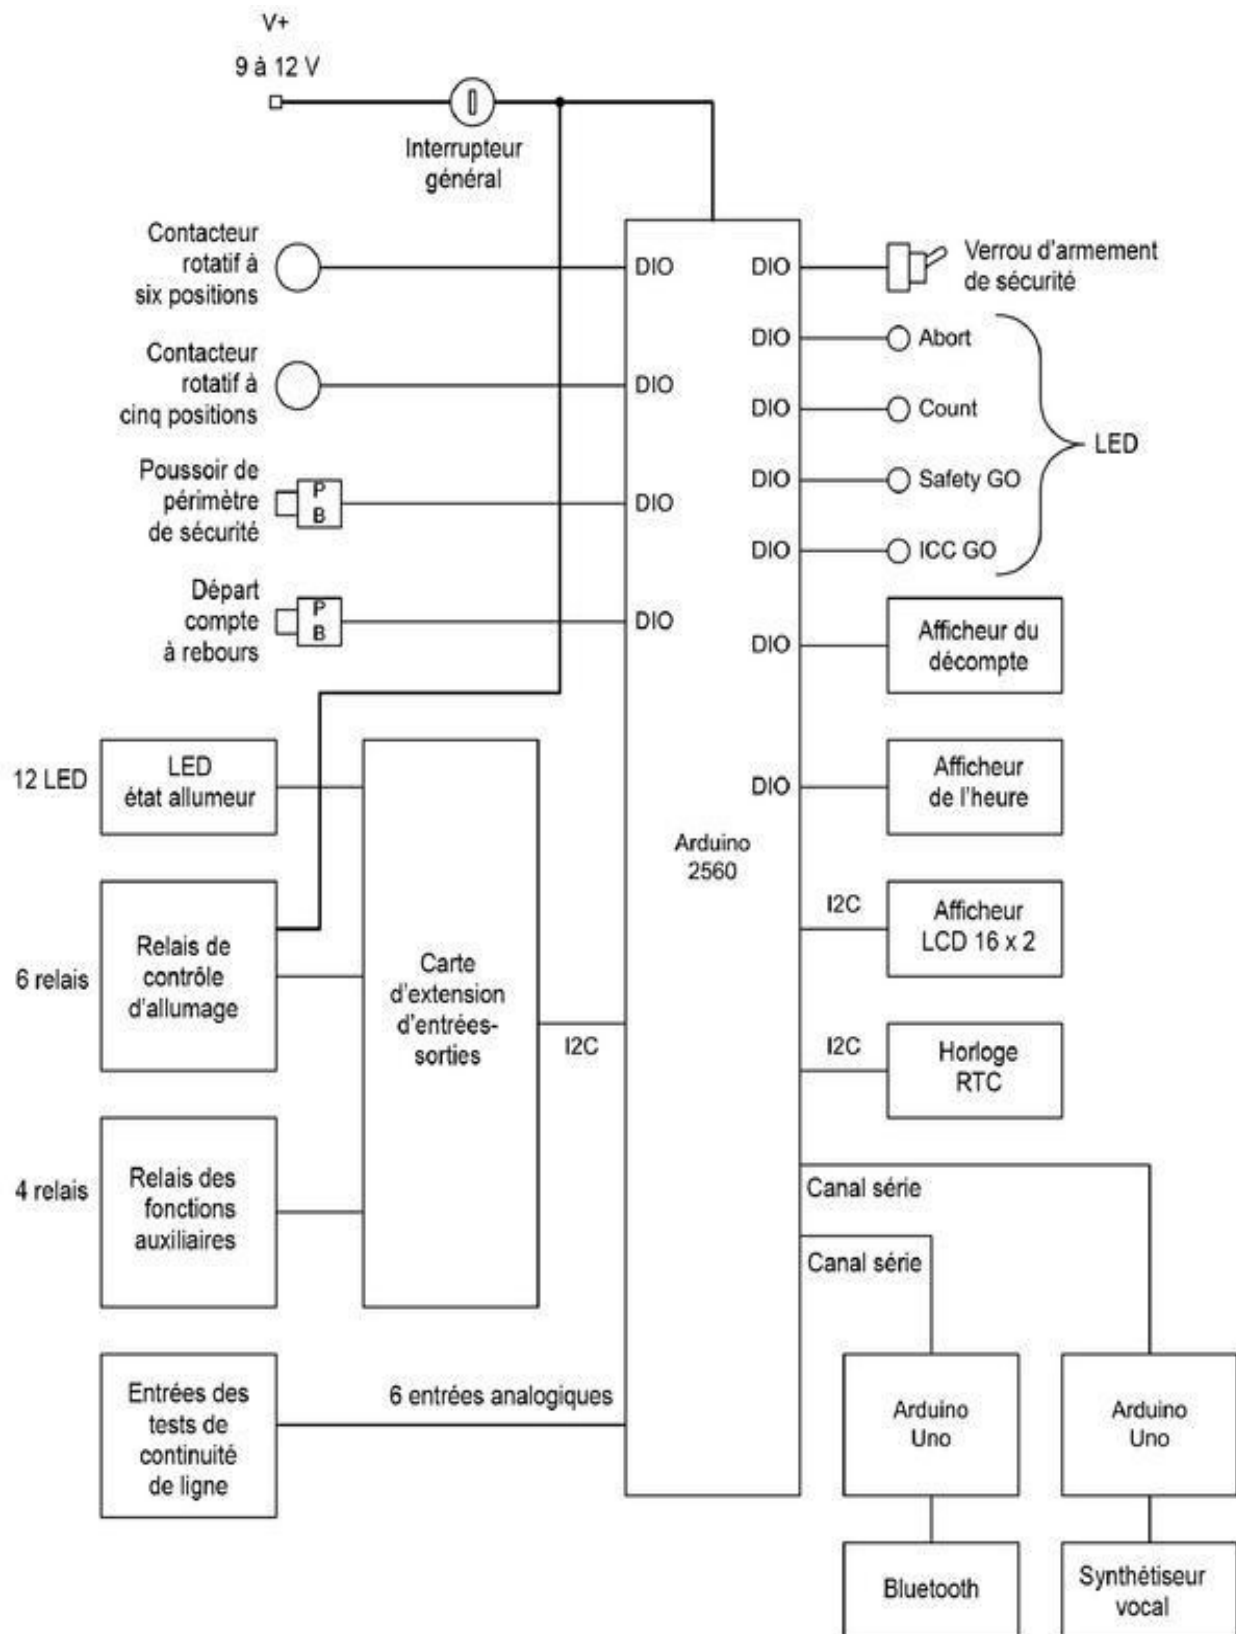 V+
9 à 12 V
Interrupteur
général
Contacteur
rotatif à
six positions
DIO
DIO
Verrou d'armement
de sécurité
DIO
Abort
Contacteur
rotatif à
cinq positions
DIO
DIO
Count
LED
Poussoir de
périmètre
de sécurité
P
B
DIO
DIO
Safety GO
DIO
ICC GO
Départ
compte
à rebours
P
B
DIO
DIO
Afficheur du
décompte
12 LED
LED
état allumeur
DIO
Afficheur
de l'heure
Arduino
2560
6 relais
Relais de
contrôle
d'allumage
Carte
d'extension
d'entrées-
sorties
I2C
I2C
Afficheur
LCD 16 x 2
I2C
Horloge
RTC
4 relais
Relais des
fonctions
auxiliaires
Canal série
Canal série
Entrées des
tests de
continuité
de ligne
6 entrées analogiques
Arduino
Uno
Arduino
Uno
Bluetooth
Synthétiseur
vocal